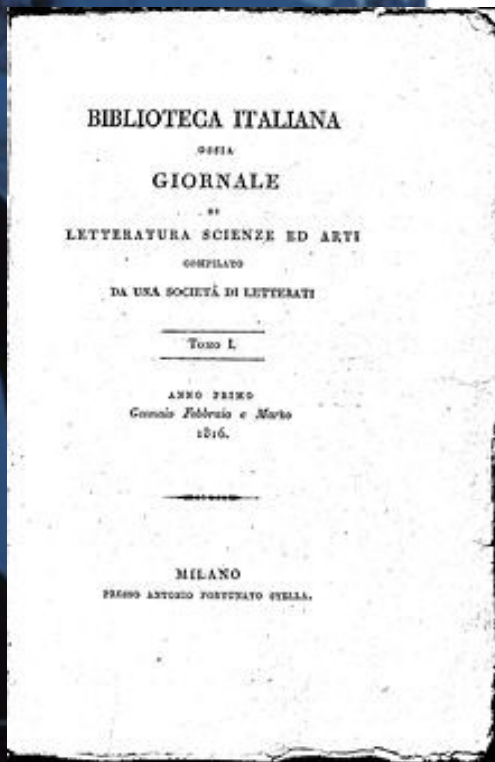 BIBLIOTECA ITALIANA
OSSIA
GIORNALE
DI
LETTERATURA SCIENZE ED ARTI
COMPILATO
DA UNA SOCIETÀ DI LETTERATI
TOMO I.
ANNO PRIMO
Gennaio Febbraio e Marzo
1816.
MILANO
PRESSO ANTONIO FORTUNATO STELLA.